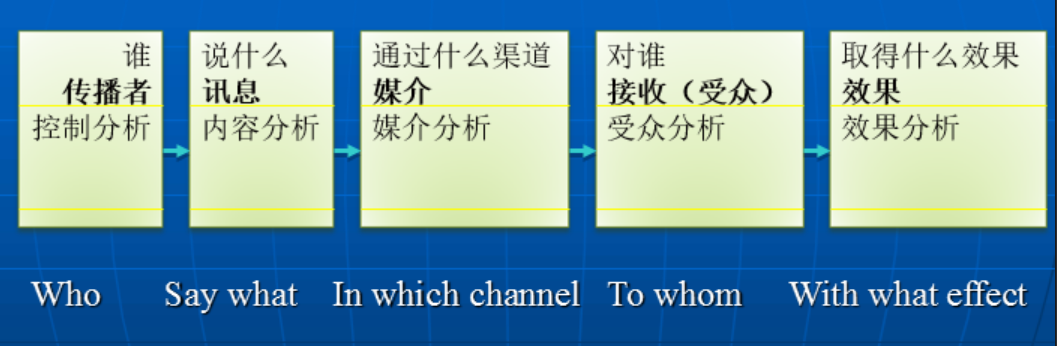 谁
传播者
控制分析
说什么
讯息
内容分析
通过什么渠道
媒介
媒介分析
对谁
接收（受众）
受众分析
取得什么效果
效果
效果分析
Who
Say what
In which channel
To whom
With what effect